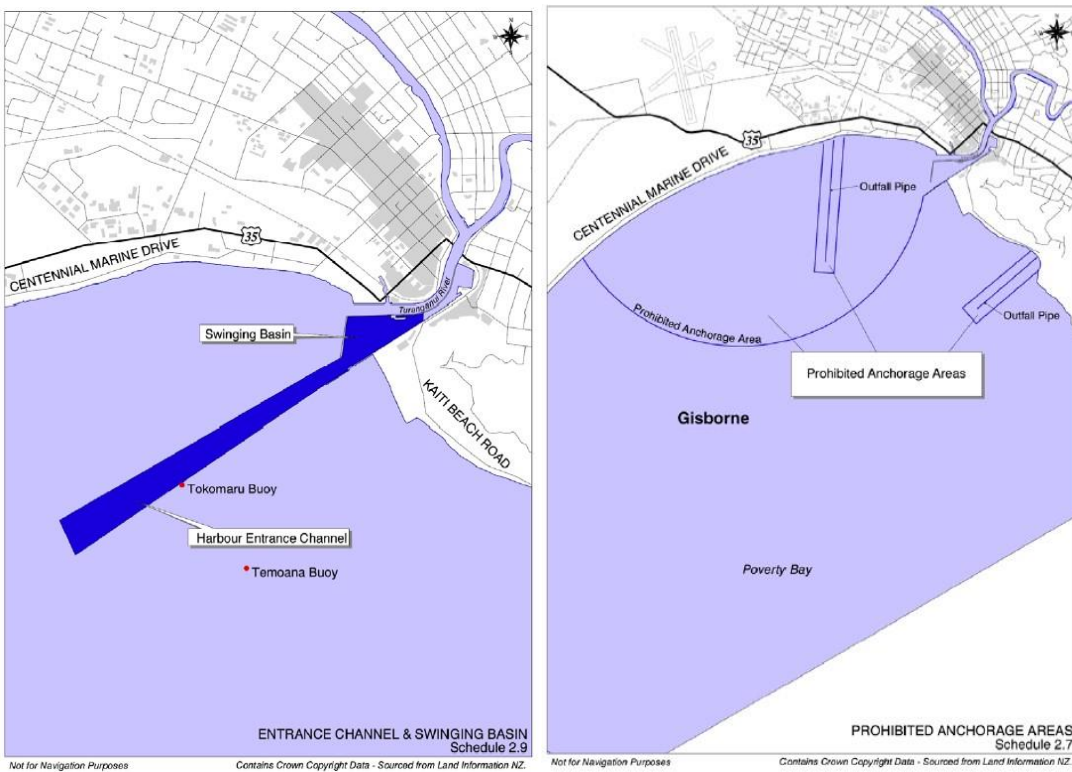 N
35
CENTENNIAL MARINE DRIVE
Turanganui River
Swinging Basin
KAITI BEACH ROAD
Tokomaru Buoy
Harbour Entrance Channel
Temoana Buoy
ENTRANCE CHANNEL & SWINGING BASIN
Schedule 2.9
Not for Navigation Purposes
Contains Crown Copyright Data - Sourced from Land Information NZ.
N
35
CENTENNIAL MARINE DRIVE
Outfall Pipe
Prohibited Anchorage Area
Outfall Pipe
Prohibited Anchorage Areas
Gisborne
Poverty Bay
PROHIBITED ANCHORAGE AREAS
Schedule 2.7
Not for Navigation Purposes
Contains Crown Copyright Data - Sourced from Land Information NZ.